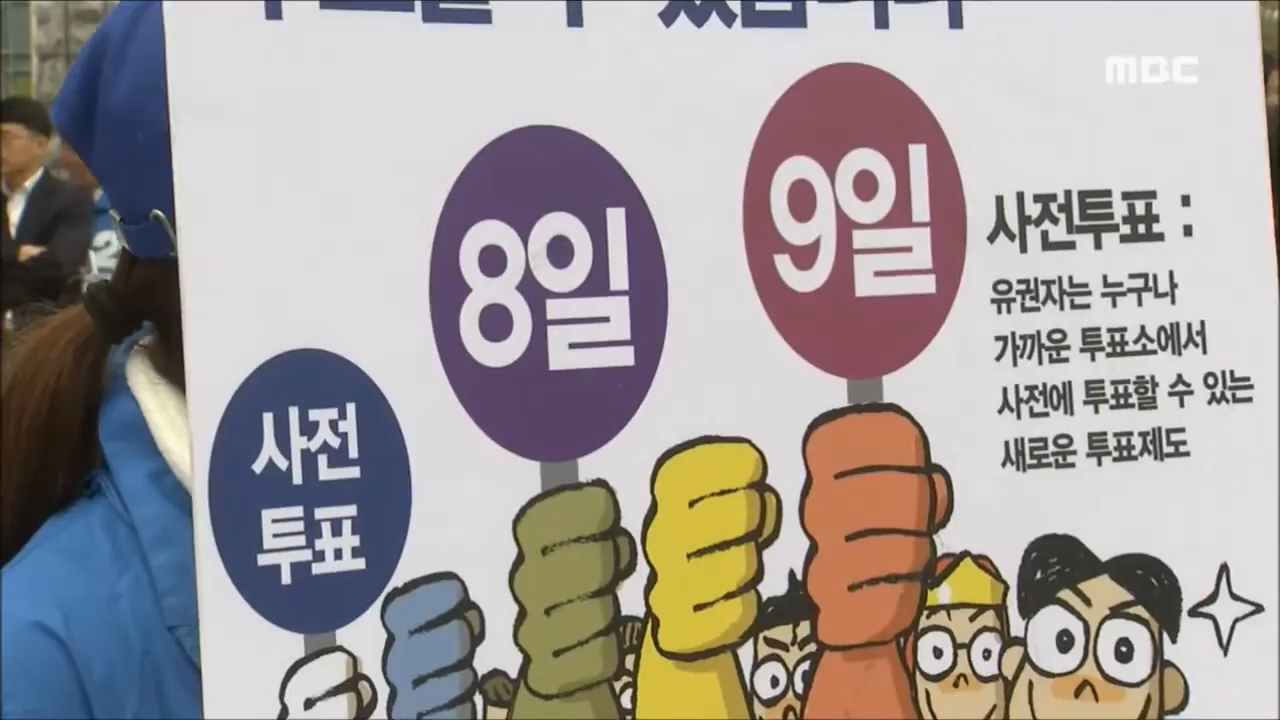 MBC
8일
9일
사전
투표
사전투표 :
유권자는 누구나
가까운 투표소에서
사전에 투표할 수 있는
새로운 투표제도